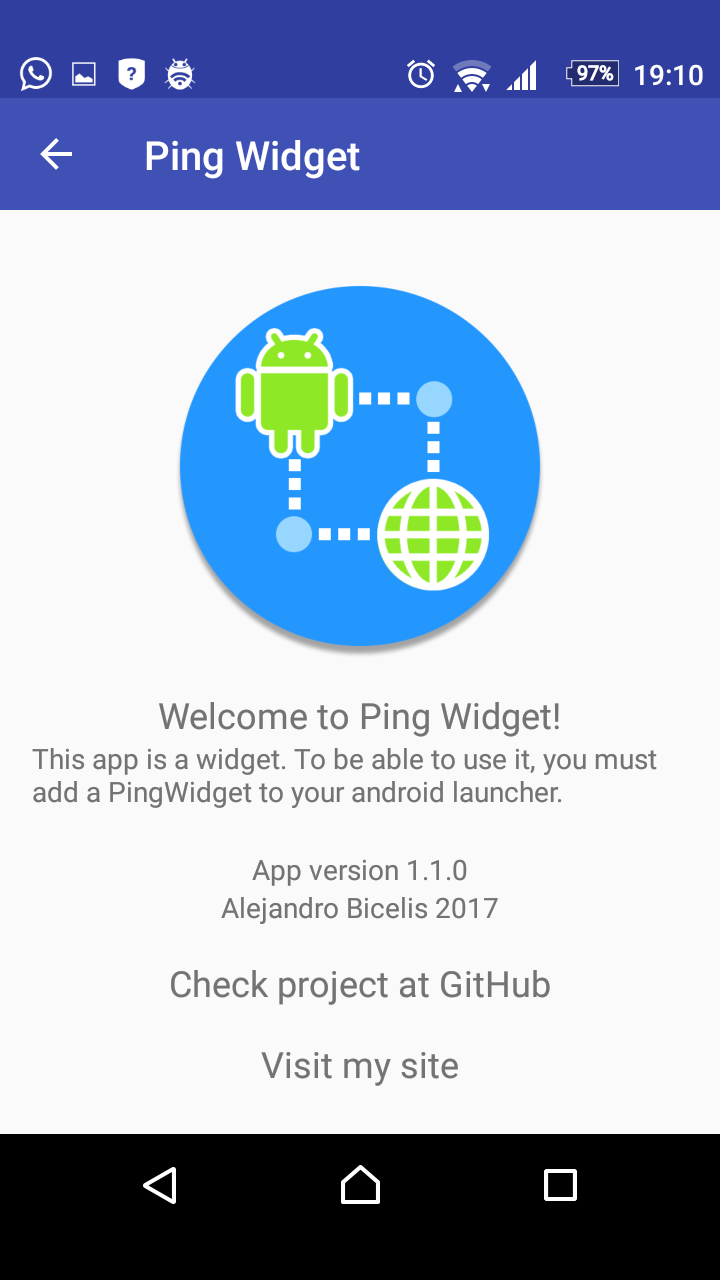 97% 19:10
Ping Widget
Welcome to Ping Widget!
This app is a widget. To be able to use it, you must
add a PingWidget to your android launcher.
App version 1.1.0
Alejandro Bicelis 2017
Check project at GitHub
Visit my site